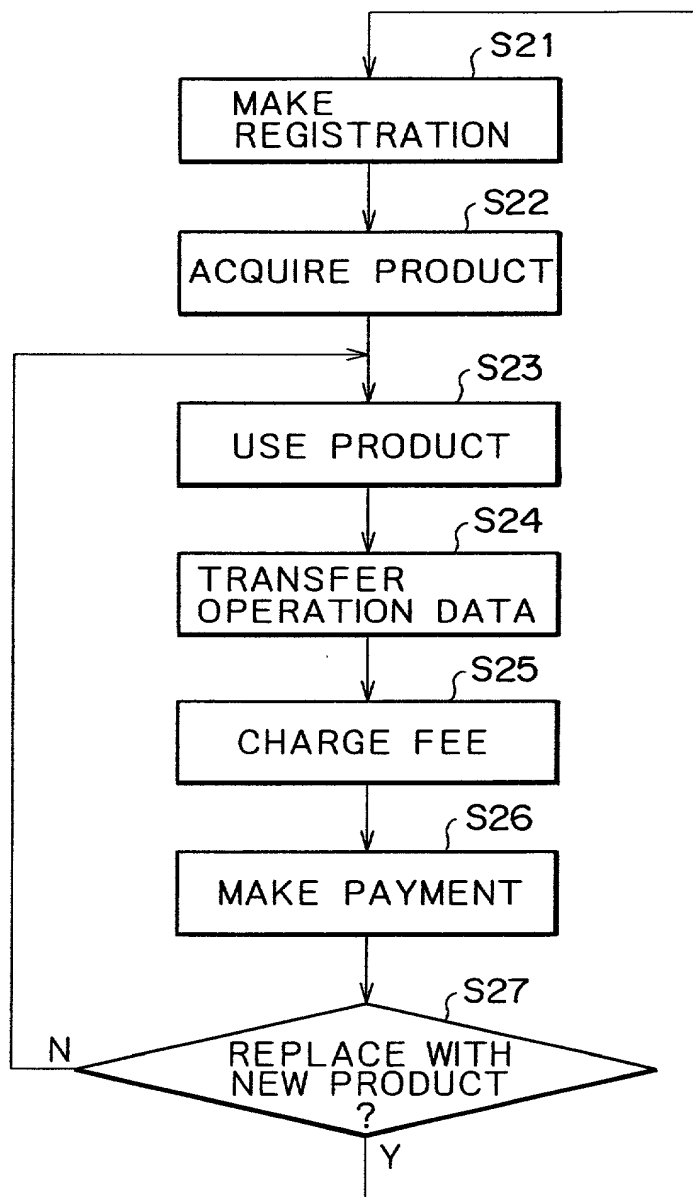 S21
MAKE
REGISTRATION
S22
ACQUIRE PRODUCT
S23
USE PRODUCT
S24
TRANSFER
OPERATION DATA
S25
CHARGE FEE
S26
MAKE PAYMENT
S27
N
REPLACE WITH
NEW PRODUCT
?
Y